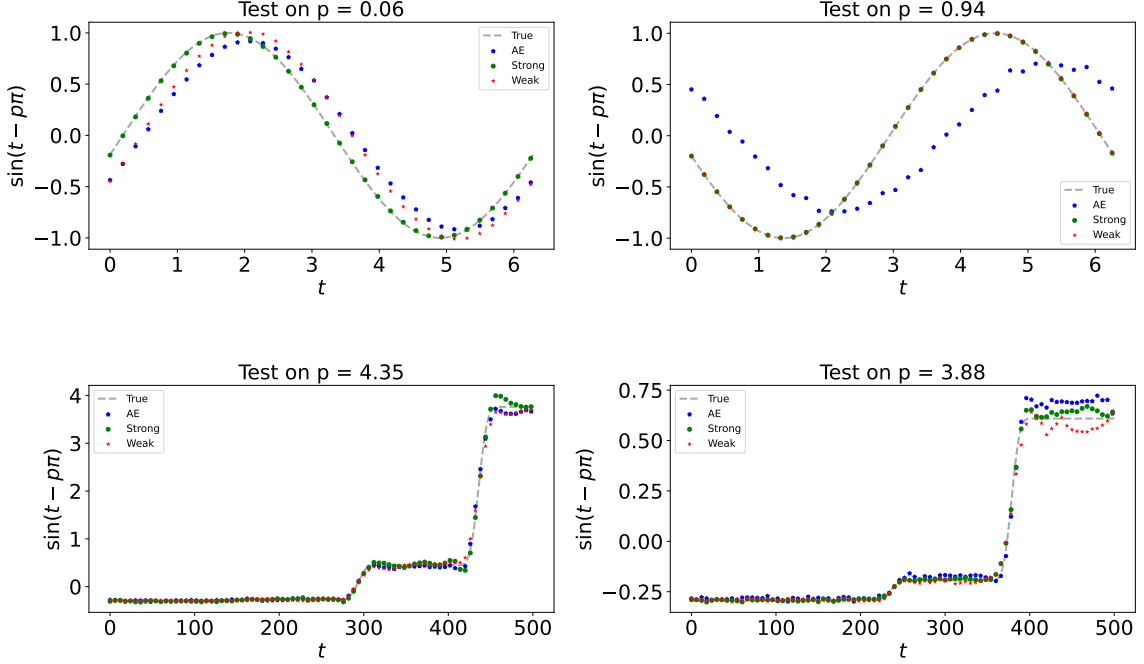 Test on p = 0.06
1.0
0.5
0.0
−0.5
−1.0
sin(t − pπ)
True
AE
Strong
Weak
0 1 2 3 4 5 6
t
Test on p = 0.94
1.0
0.5
0.0
−0.5
−1.0
sin(t − pπ)
True
AE
Strong
Weak
0 1 2 3 4 5 6
t
Test on p = 4.35
4
3
2
1
0
sin(t − pπ)
True
AE
Strong
Weak
0 100 200 300 400 500
t
Test on p = 3.88
0.75
0.50
0.25
0.00
−0.25
sin(t − pπ)
True
AE
Strong
Weak
0 100 200 300 400 500
t